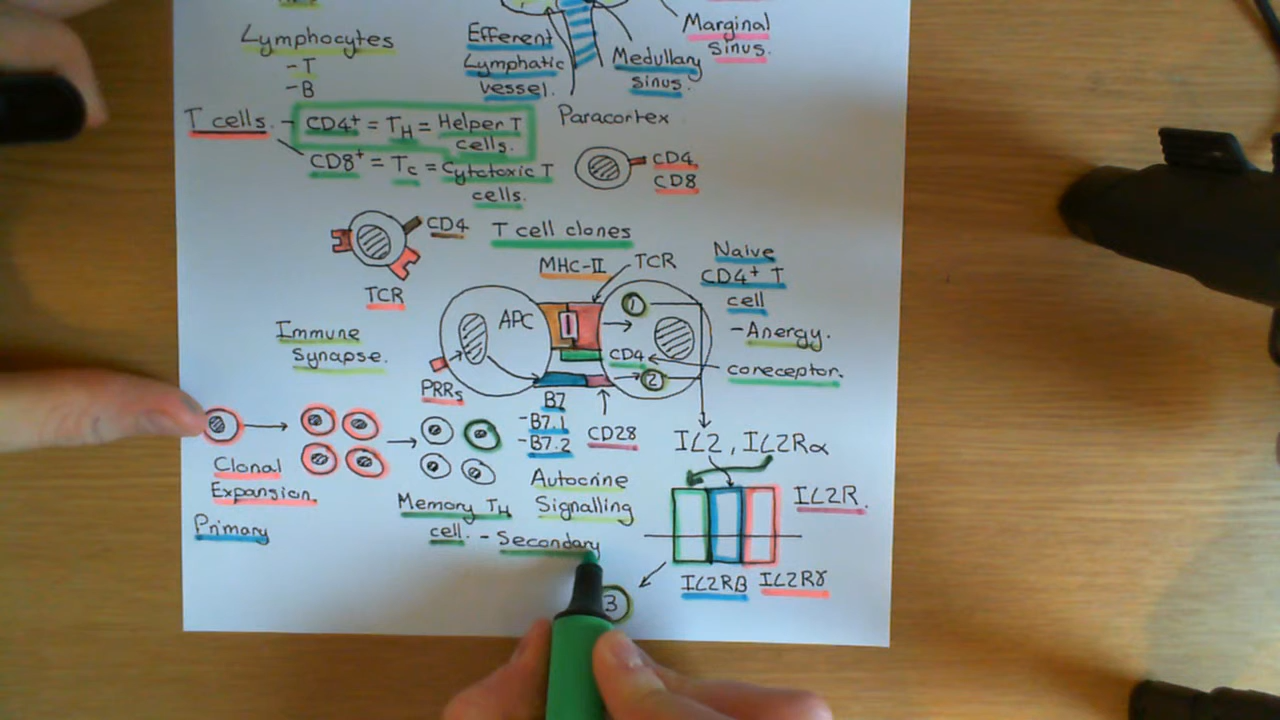 Lymphocytes
-T
-B
Efferent
Lymphatic
vessel.
Medullary
sinus.
Marginal
sinus.
T cells. - CD4+ = TH = Helper T
cells.
CD8+ = Tc = Cytotoxic T
cells.
Paracortex
CD4
CD8
CD4
TCR
T cell clones
MHC-II
TCR
Naive
CD4+ T
cell
-Anergy.
APC
1
CD4
coreceptor.
2
PRRs
B7
-B7.1
-B7.2
CD28
Immune
Synapse.
Clonal
Expansion.
Primary
Memory TH
cell. - Secondary
Autocrine
Signalling
IL2, IL2Rα
IL2R.
IL2Rβ
IL2Rγ
3